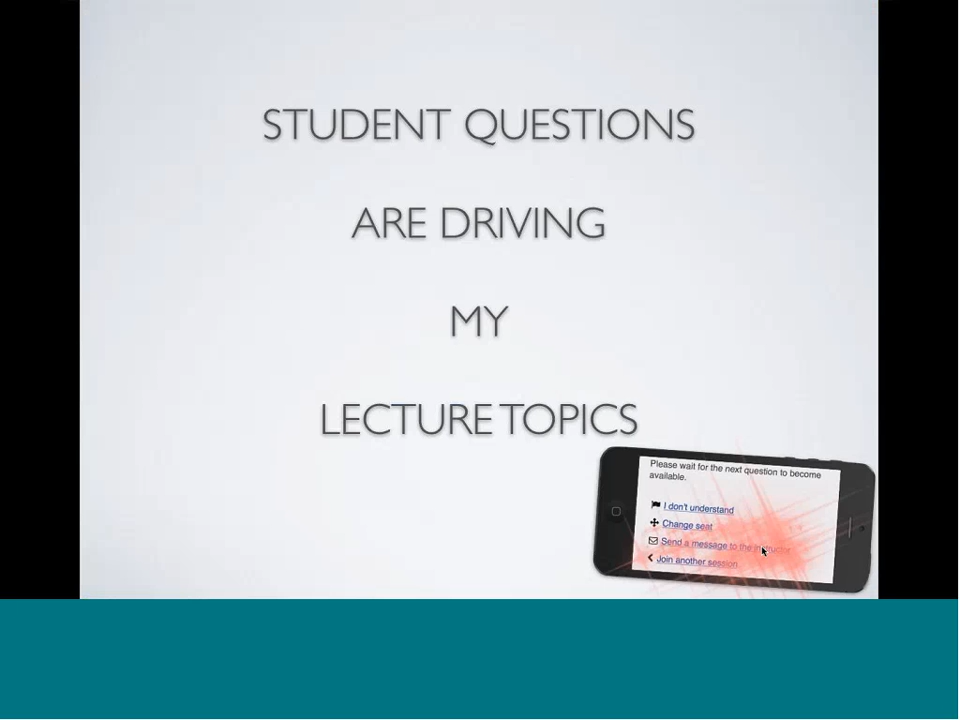 STUDENT QUESTIONS
ARE DRIVING
MY
LECTURE TOPICS
Please wait for the next question to become
available.
I don't understand
Change seat
Send a message to the instructor
Join another session